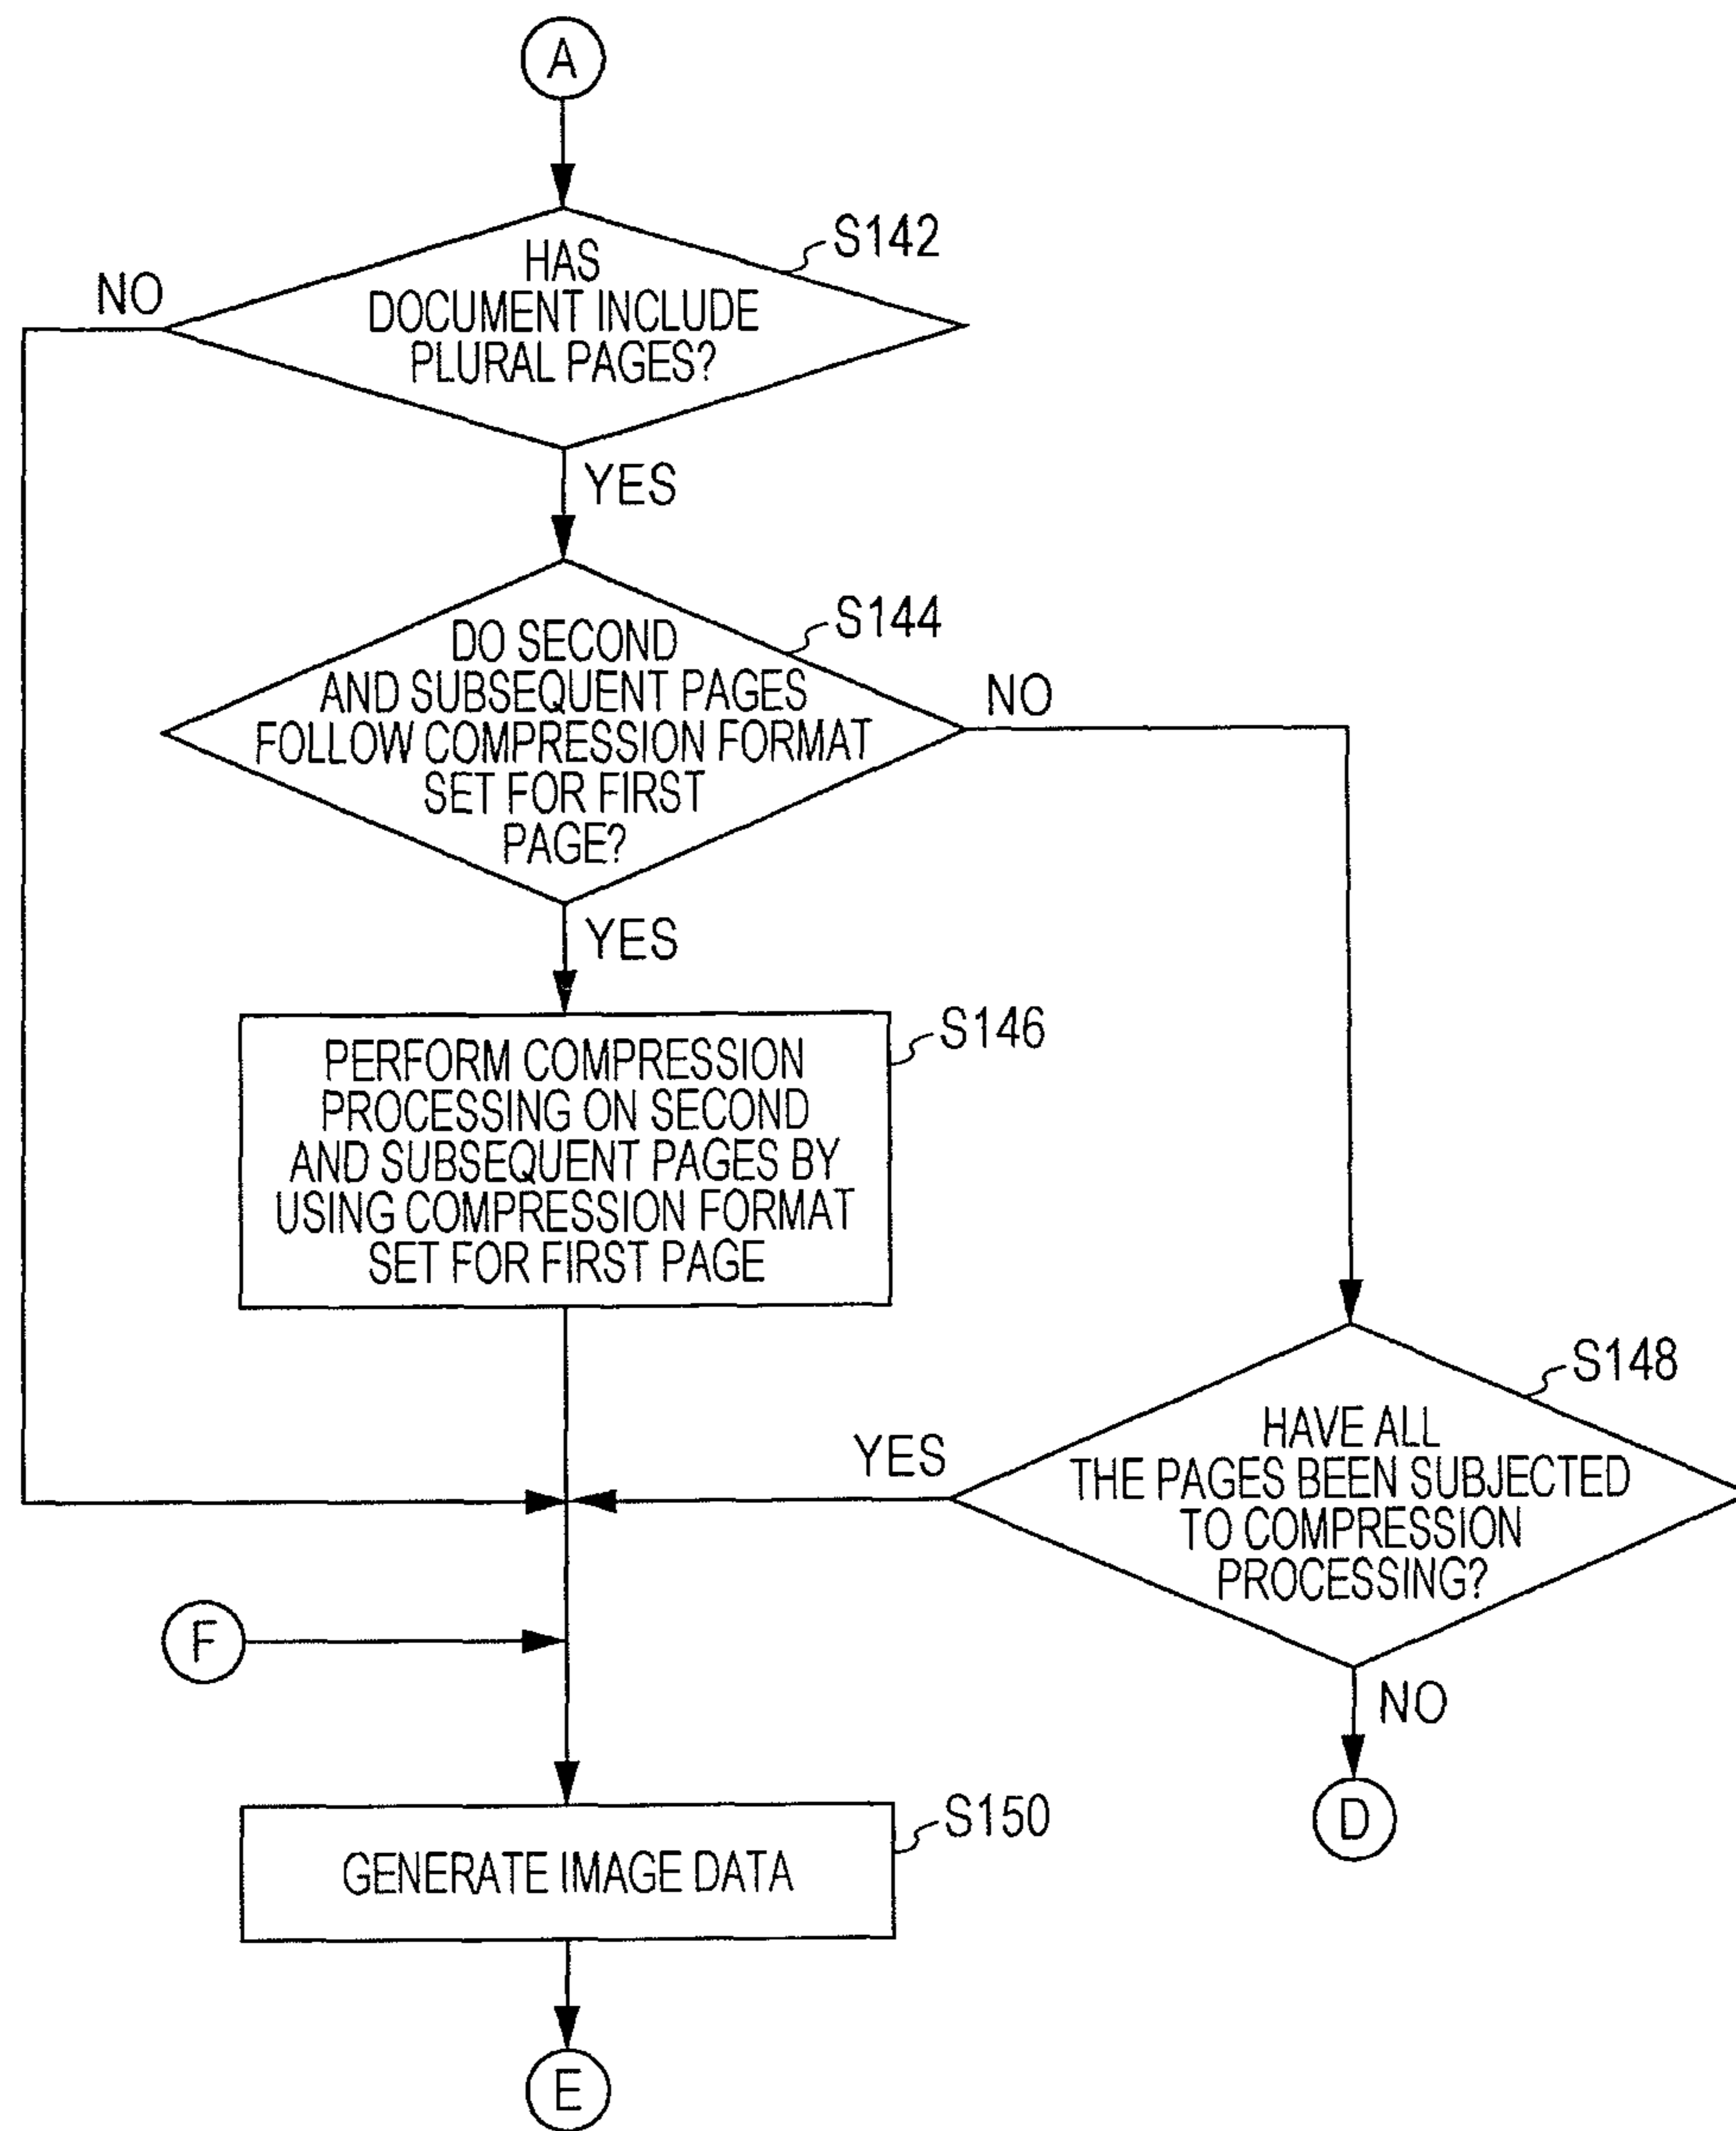 A
S142
NO
HAS
DOCUMENT INCLUDE
PLURAL PAGES?
YES
S144
DO SECOND
AND SUBSEQUENT PAGES
FOLLOW COMPRESSION FORMAT
SET FOR FIRST
PAGE?
NO
YES
S146
PERFORM COMPRESSION
PROCESSING ON SECOND
AND SUBSEQUENT PAGES BY
USING COMPRESSION FORMAT
SET FOR FIRST PAGE
S148
HAVE ALL
THE PAGES BEEN SUBJECTED
TO COMPRESSION
PROCESSING?
YES
F
NO
D
S150
GENERATE IMAGE DATA
E